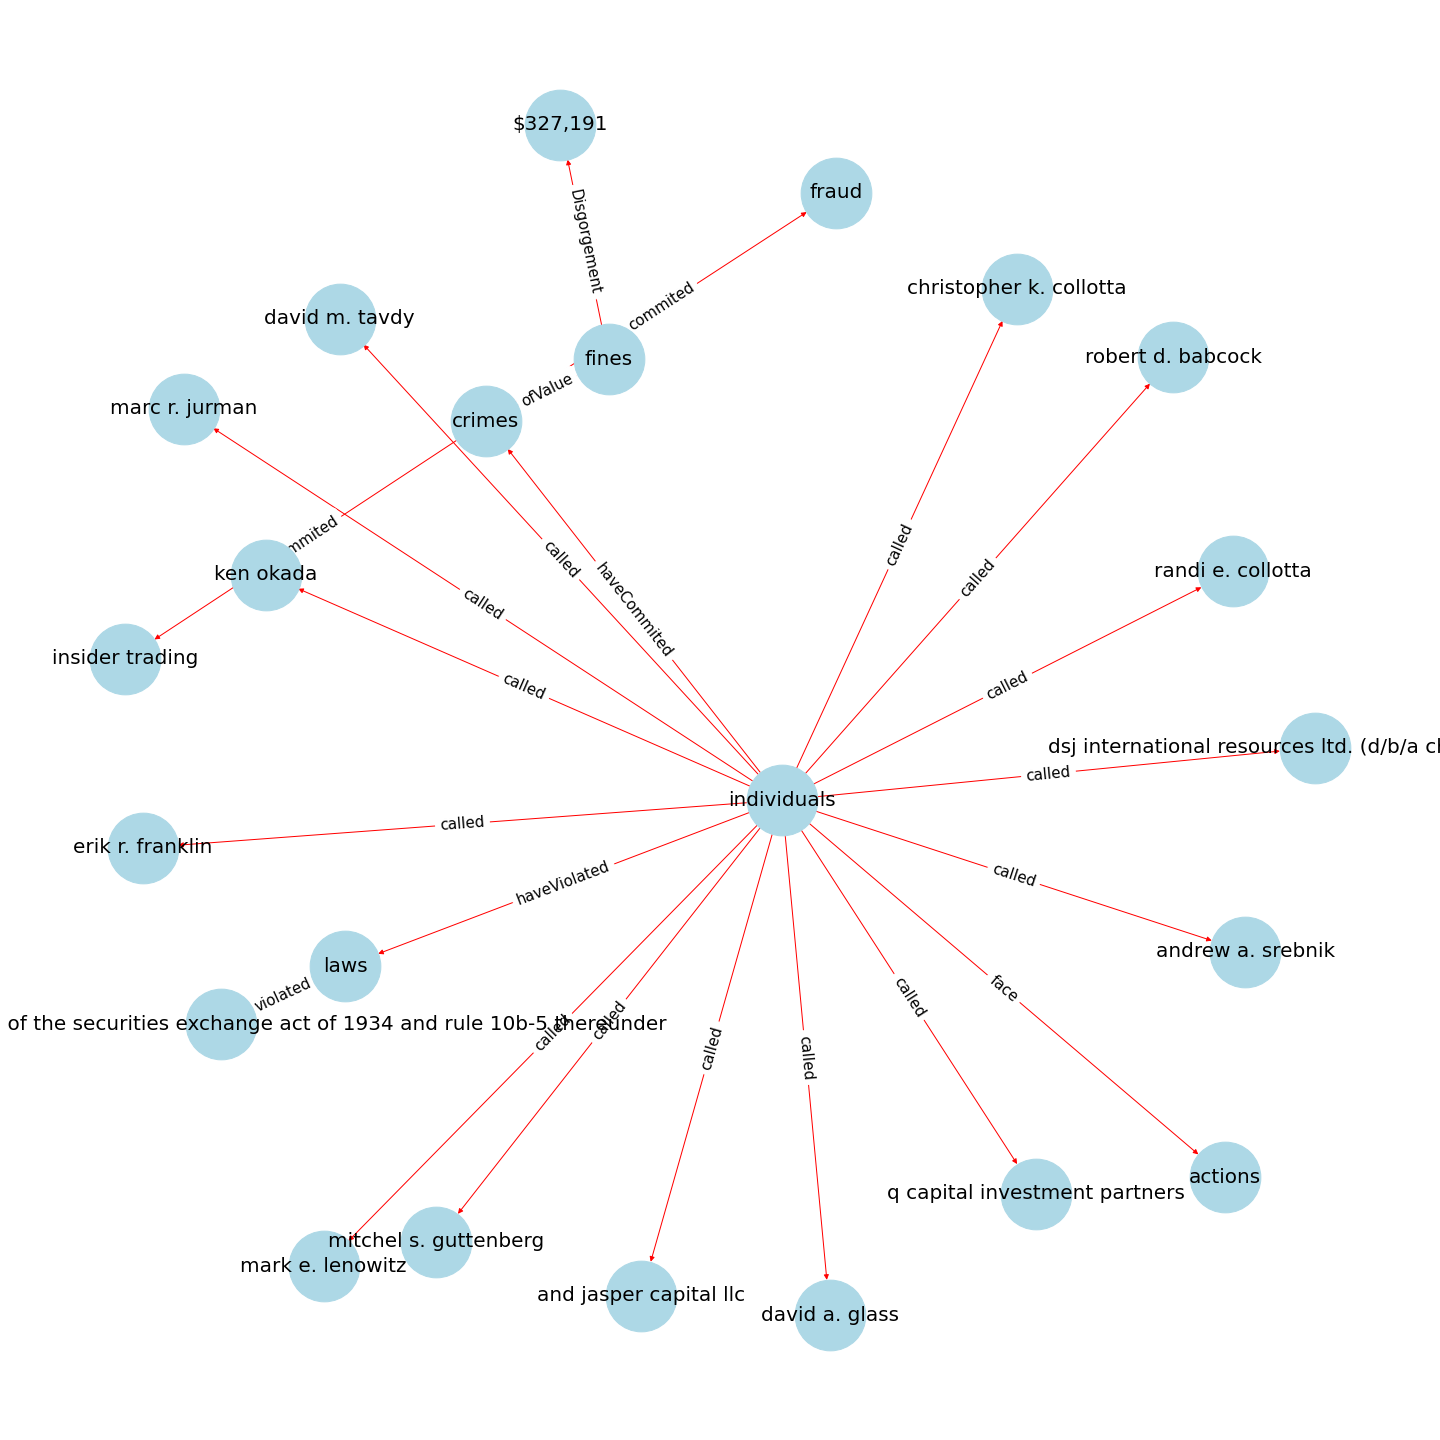 $327,191
fraud
Disgorgement
commited
christopher k. collotta
david m. tavdy
fines
robert d. babcock
ofValue
marc r. jurman
crimes
mmited
called
called
called
haveCommited
called
ken okada
randi e. collotta
called
insider trading
called
called
dsj international resources ltd. (d/b/a cl
called
individuals
called
erik r. franklin
haveViolated
called
andrew a. srebnik
laws
violated
called
face
of the securities exchange act of 1934 and rule 10b-5 thereunder
called
called
called
called
actions
q capital investment partners
mitchel s. guttenberg
mark e. lenowitz
and jasper capital llc
david a. glass